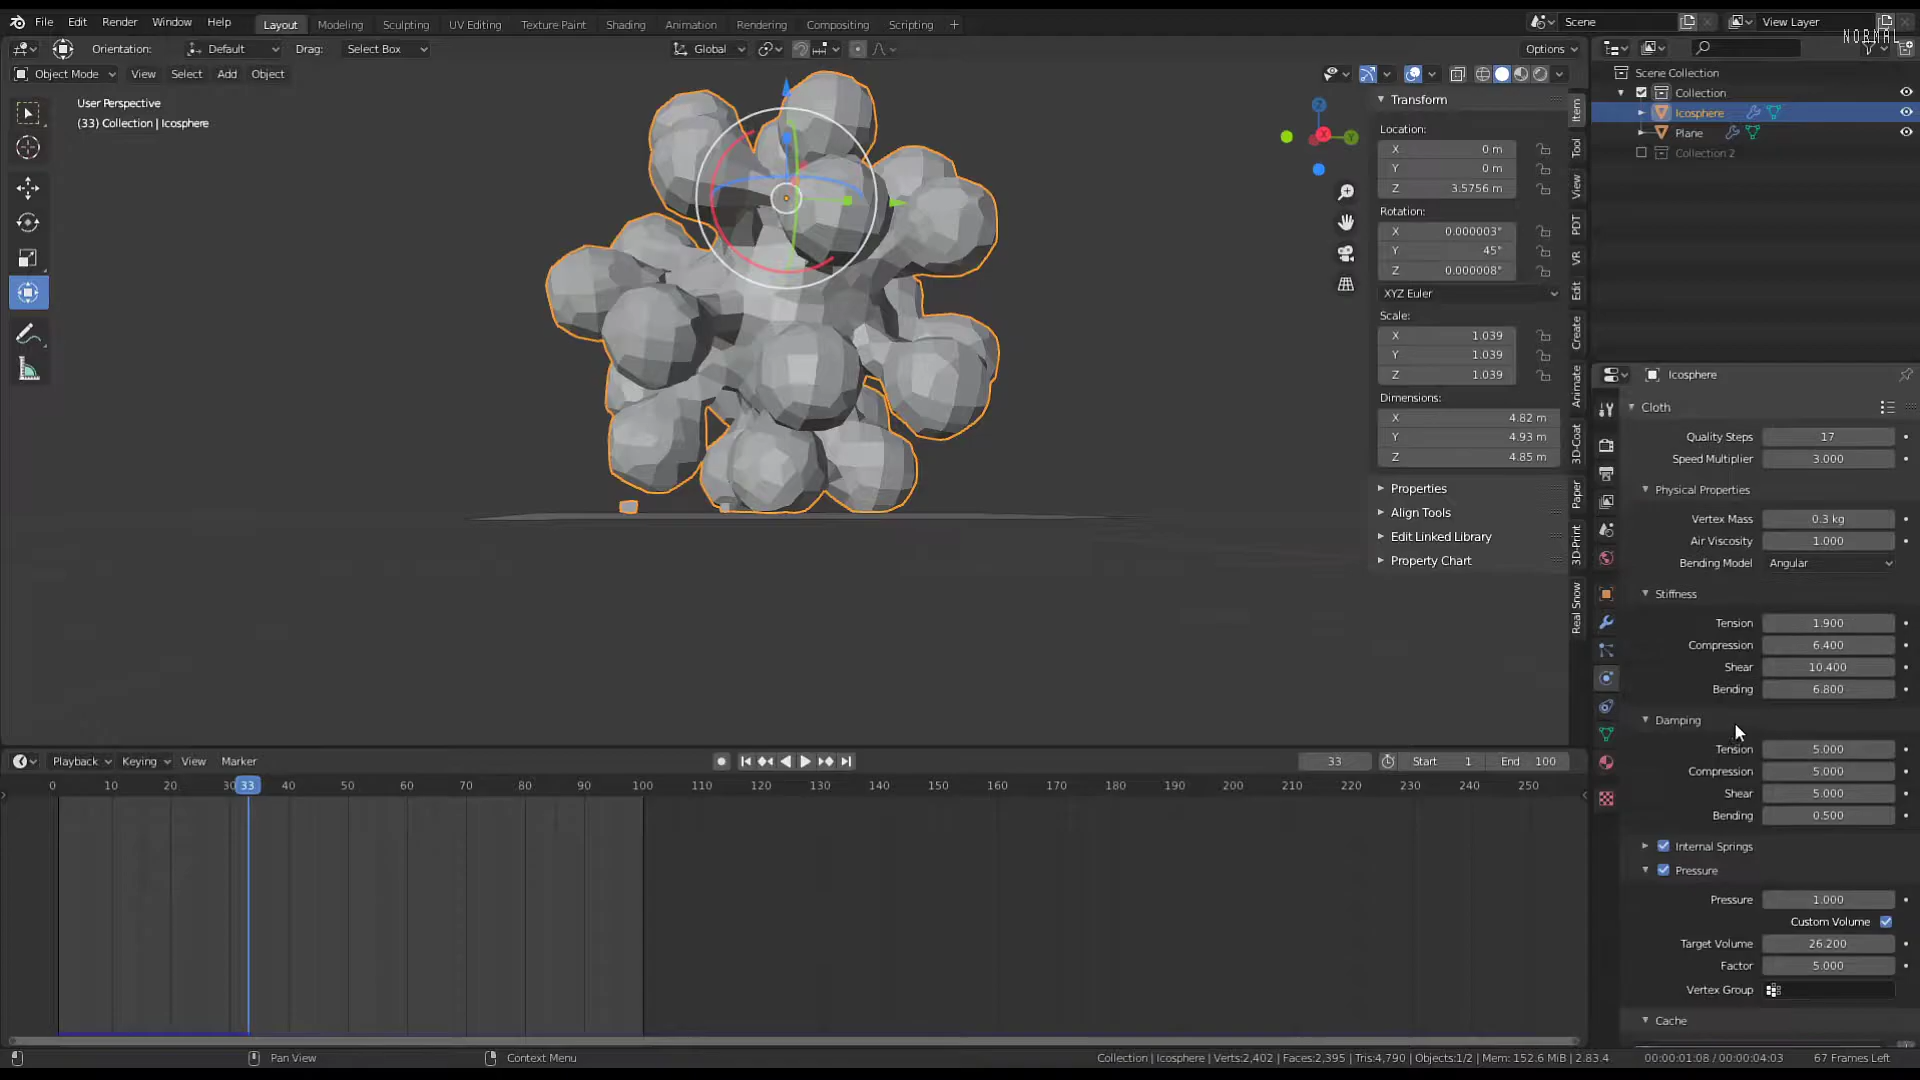 File Edit Render Window Help Layout Modeling Sculpting UV Editing Texture Paint Shading Animation Rendering Compositing Scripting + Scene View Layer
NORMAL
Orientation: Default Drag: Select Box Global Options
Object Mode View Select Add Object
User Perspective
(33) Collection | Icosphere
Transform
Location:
X 0 m
Y 0 m
Z 3.5756 m
Rotation:
X 0.000003°
Y 45°
Z 0.000008°
XYZ Euler
Scale:
X 1.039
Y 1.039
Z 1.039
Dimensions:
X 4.82 m
Y 4.93 m
Z 4.85 m
Properties
Align Tools
Edit Linked Library
Property Chart
Item
Tool
View
PDT
VR
Edit
Create
Animate
3D-Coat
Paper
3D-Print
Real Snow
Z
X
Y
Scene Collection
Collection
Icosphere
Plane
Collection 2
Icosphere
Cloth
Quality Steps 17
Speed Multiplier 3.000
Physical Properties
Vertex Mass 0.3 kg
Air Viscosity 1.000
Bending Model Angular
Stiffness
Tension 1.900
Compression 6.400
Shear 10.400
Bending 6.800
Damping
Tension 5.000
Compression 5.000
Shear 5.000
Bending 0.500
Internal Springs
Pressure
Pressure 1.000
Custom Volume
Target Volume 26.200
Factor 5.000
Vertex Group
Cache
Playback Keying View Marker 33 Start 1 End 100
0 10 20 30 33 40 50 60 70 80 90 100 110 120 130 140 150 160 170 180 190 200 210 220 230 240 250
Pan View Context Menu Collection | Icosphere | Verts:2,402 | Faces:2,395 | Tris:4,790 | Objects:1/2 | Mem: 152.6 MiB | 2.83.4 00:00:01:08 / 00:00:04:03 67 Frames Left